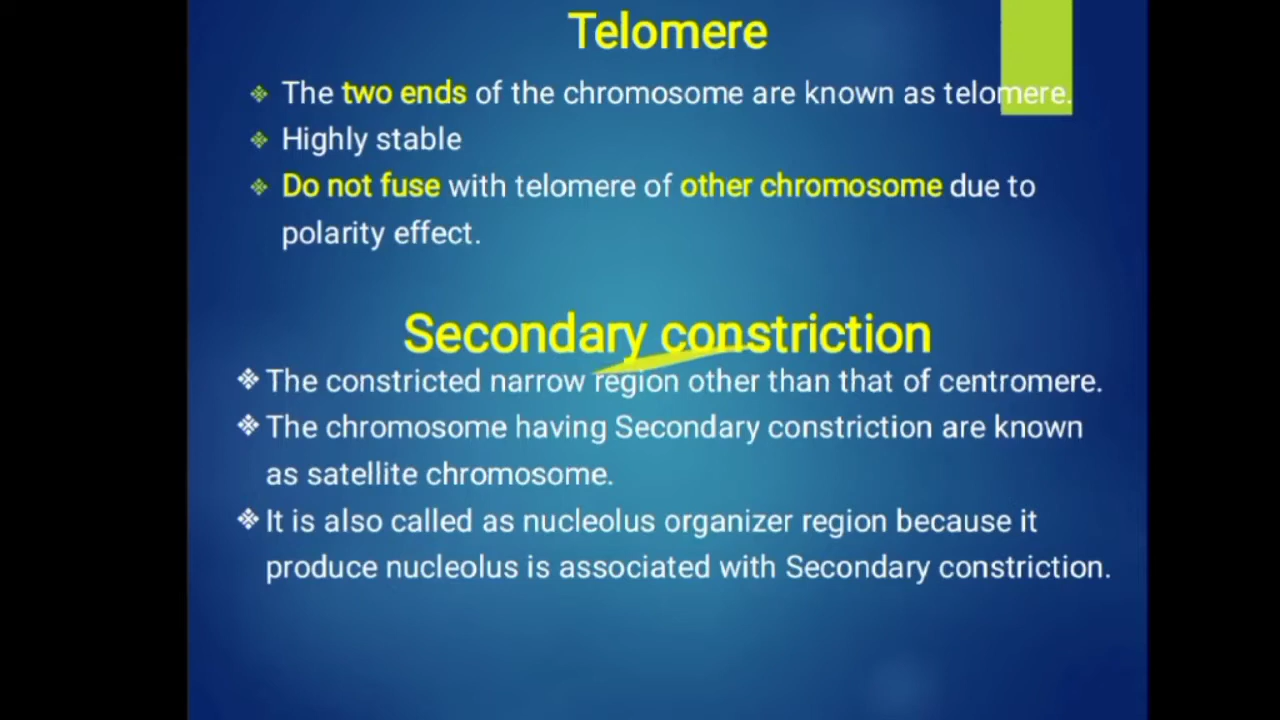 Telomere
The two ends of the chromosome are known as telomere.
Highly stable
Do not fuse with telomere of other chromosome due to
polarity effect.
Secondary constriction
The constricted narrow region other than that of centromere.
The chromosome having Secondary constriction are known
as satellite chromosome.
It is also called as nucleolus organizer region because it
produce nucleolus is associated with Secondary constriction.